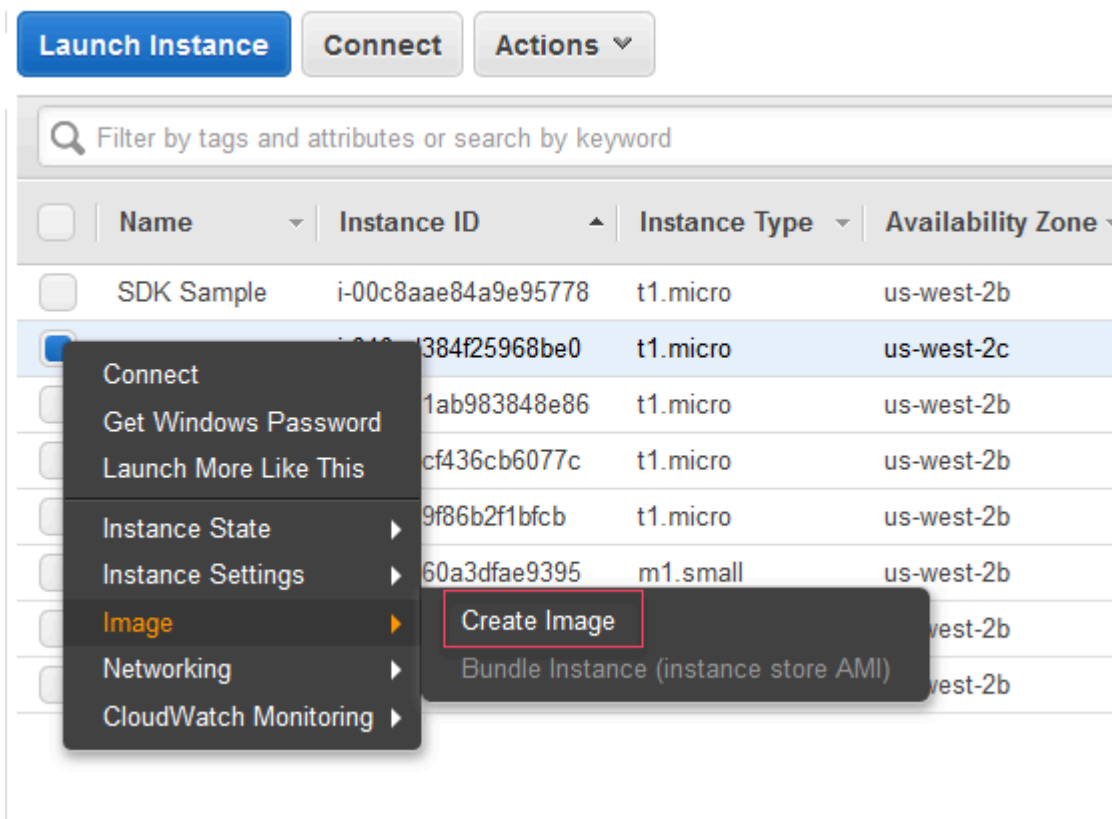 Launch Instance Connect Actions
Filter by tags and attributes or search by keyword
Name Instance ID Instance Type Availability Zone
SDK Sample i-00c8aae84a9e95778 t1.micro us-west-2b
384f25968be0 t1.micro us-west-2c
Connect
1ab983848e86 t1.micro us-west-2b
Get Windows Password
cf436cb6077c t1.micro us-west-2b
Launch More Like This
9f86b2f1bfcb t1.micro us-west-2b
Instance State
60a3dfae9395 m1.small us-west-2b
Instance Settings
Image
Create Image
vest-2b
Networking
Bundle Instance (instance store AMI)
vest-2b
CloudWatch Monitoring